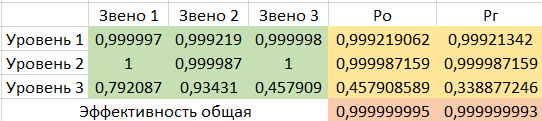 Звено 1 Звено 2 Звено 3 Ро Рг
Уровень 1 0,999997 0,999219 0,999998 0,999219062 0,99921342
Уровень 2 1 0,999987 1 0,999987159 0,999987159
Уровень 3 0,792087 0,93431 0,457909 0,457908589 0,338877246
Эффективность общая 0,999999995 0,999999993